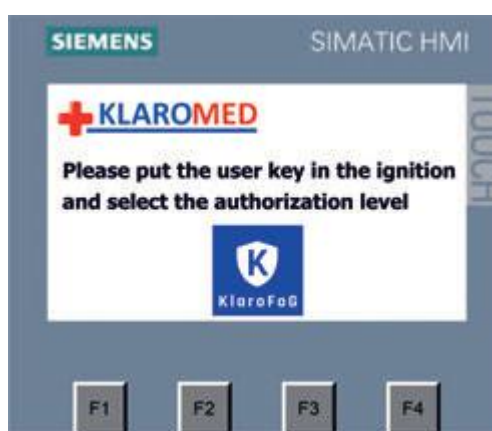 SIEMENS
SIMATIC HMI
TOUCH
KLAROMED
Please put the user key in the ignition
and select the authorization level
K
KloroFoG
F1
F2
F3
F4